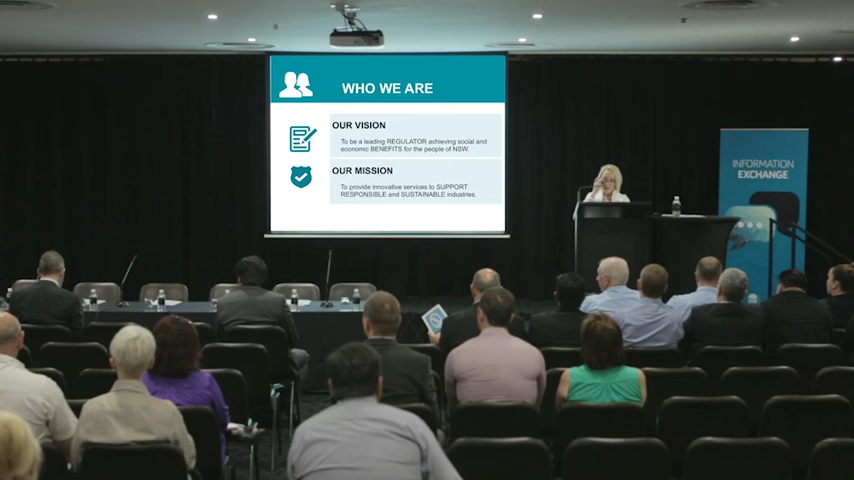 WHO WE ARE
OUR VISION
To be a leading REGULATOR achieving social and
economic BENEFITS for the people of NSW.
OUR MISSION
To provide innovative services to SUPPORT
RESPONSIBLE and SUSTAINABLE industries.
INFORMATION
EXCHANGE